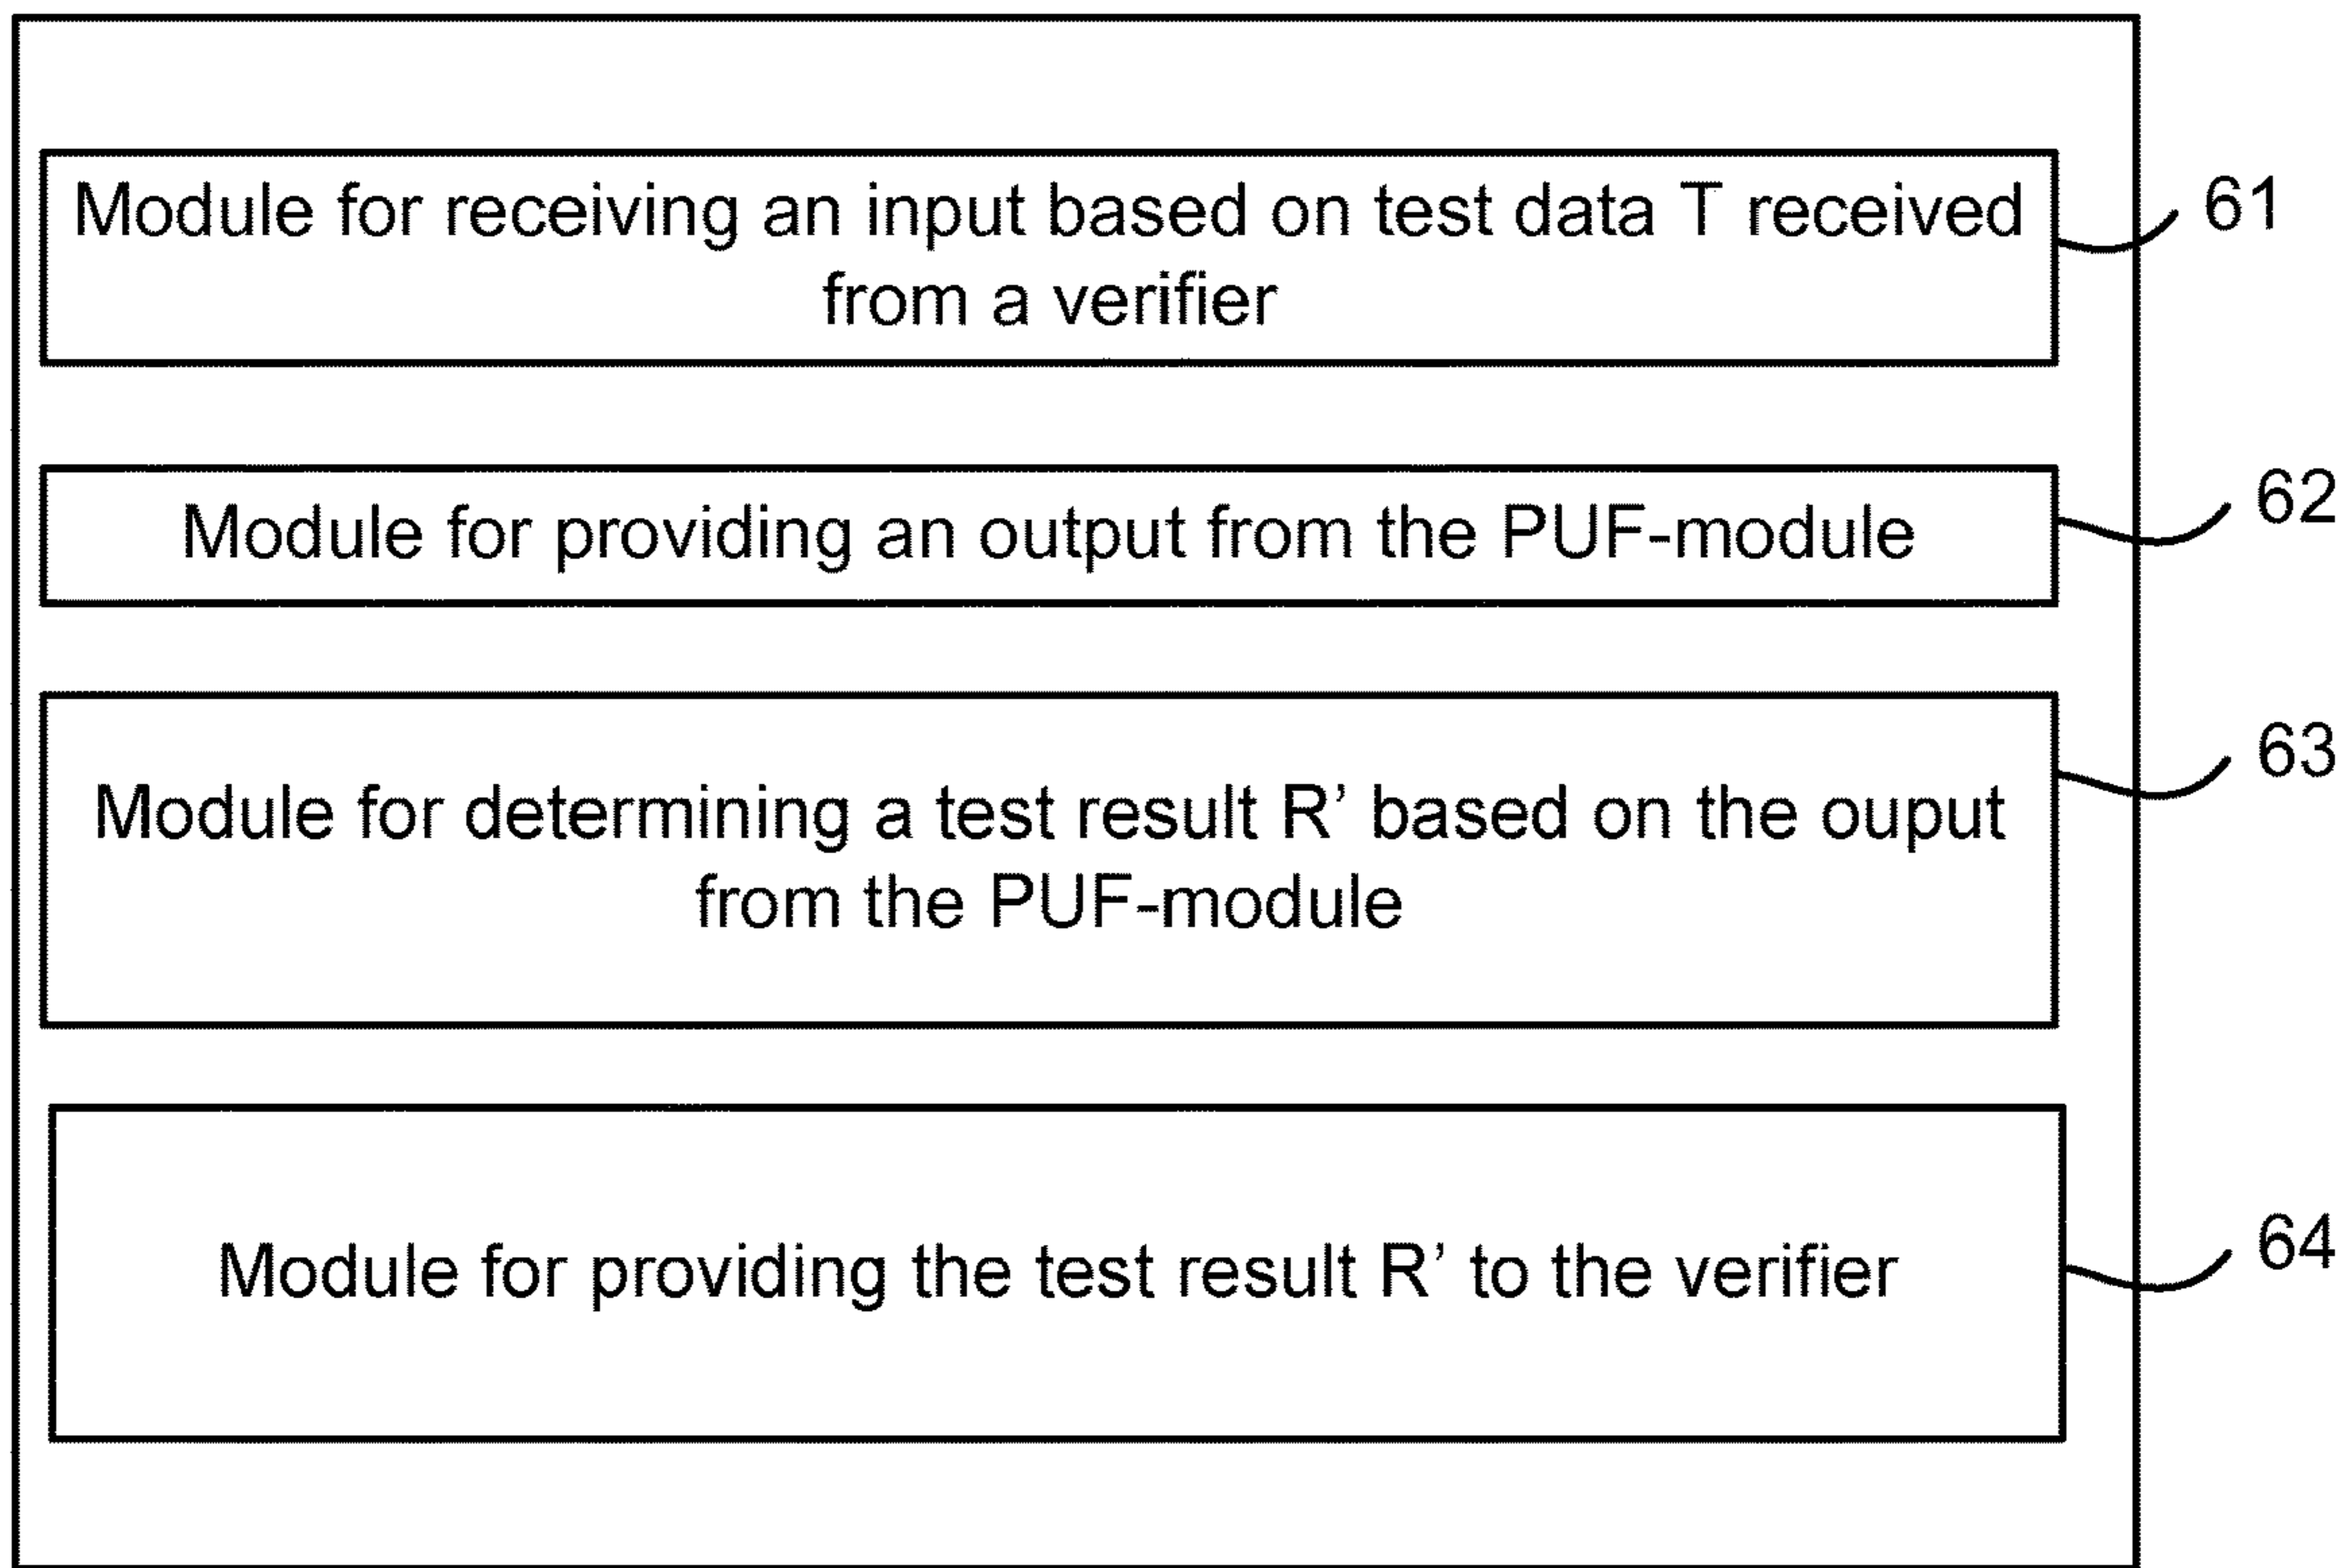 Module for receiving an input based on test data T received
from a verifier
61
Module for providing an output from the PUF-module
62
Module for determining a test result R’ based on the ouput
from the PUF-module
63
Module for providing the test result R’ to the verifier
64